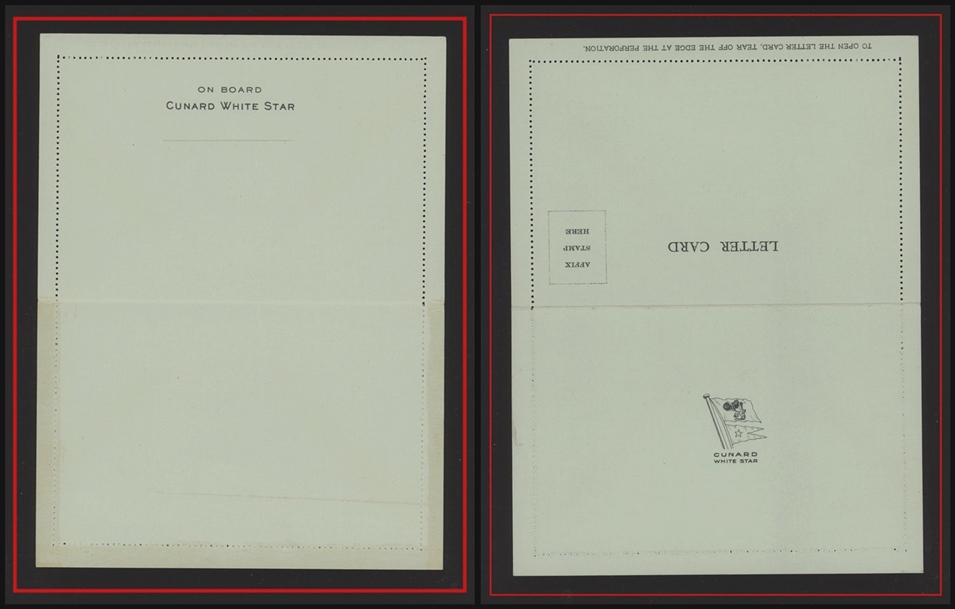 ON BOARD
CUNARD WHITE STAR
TO OPEN THE LETTER CARD, TEAR OFF THE EDGE AT THE PERFORATION.
LETTER CARD
AFFIX
STAMP
HERE
CUNARD
WHITE STAR